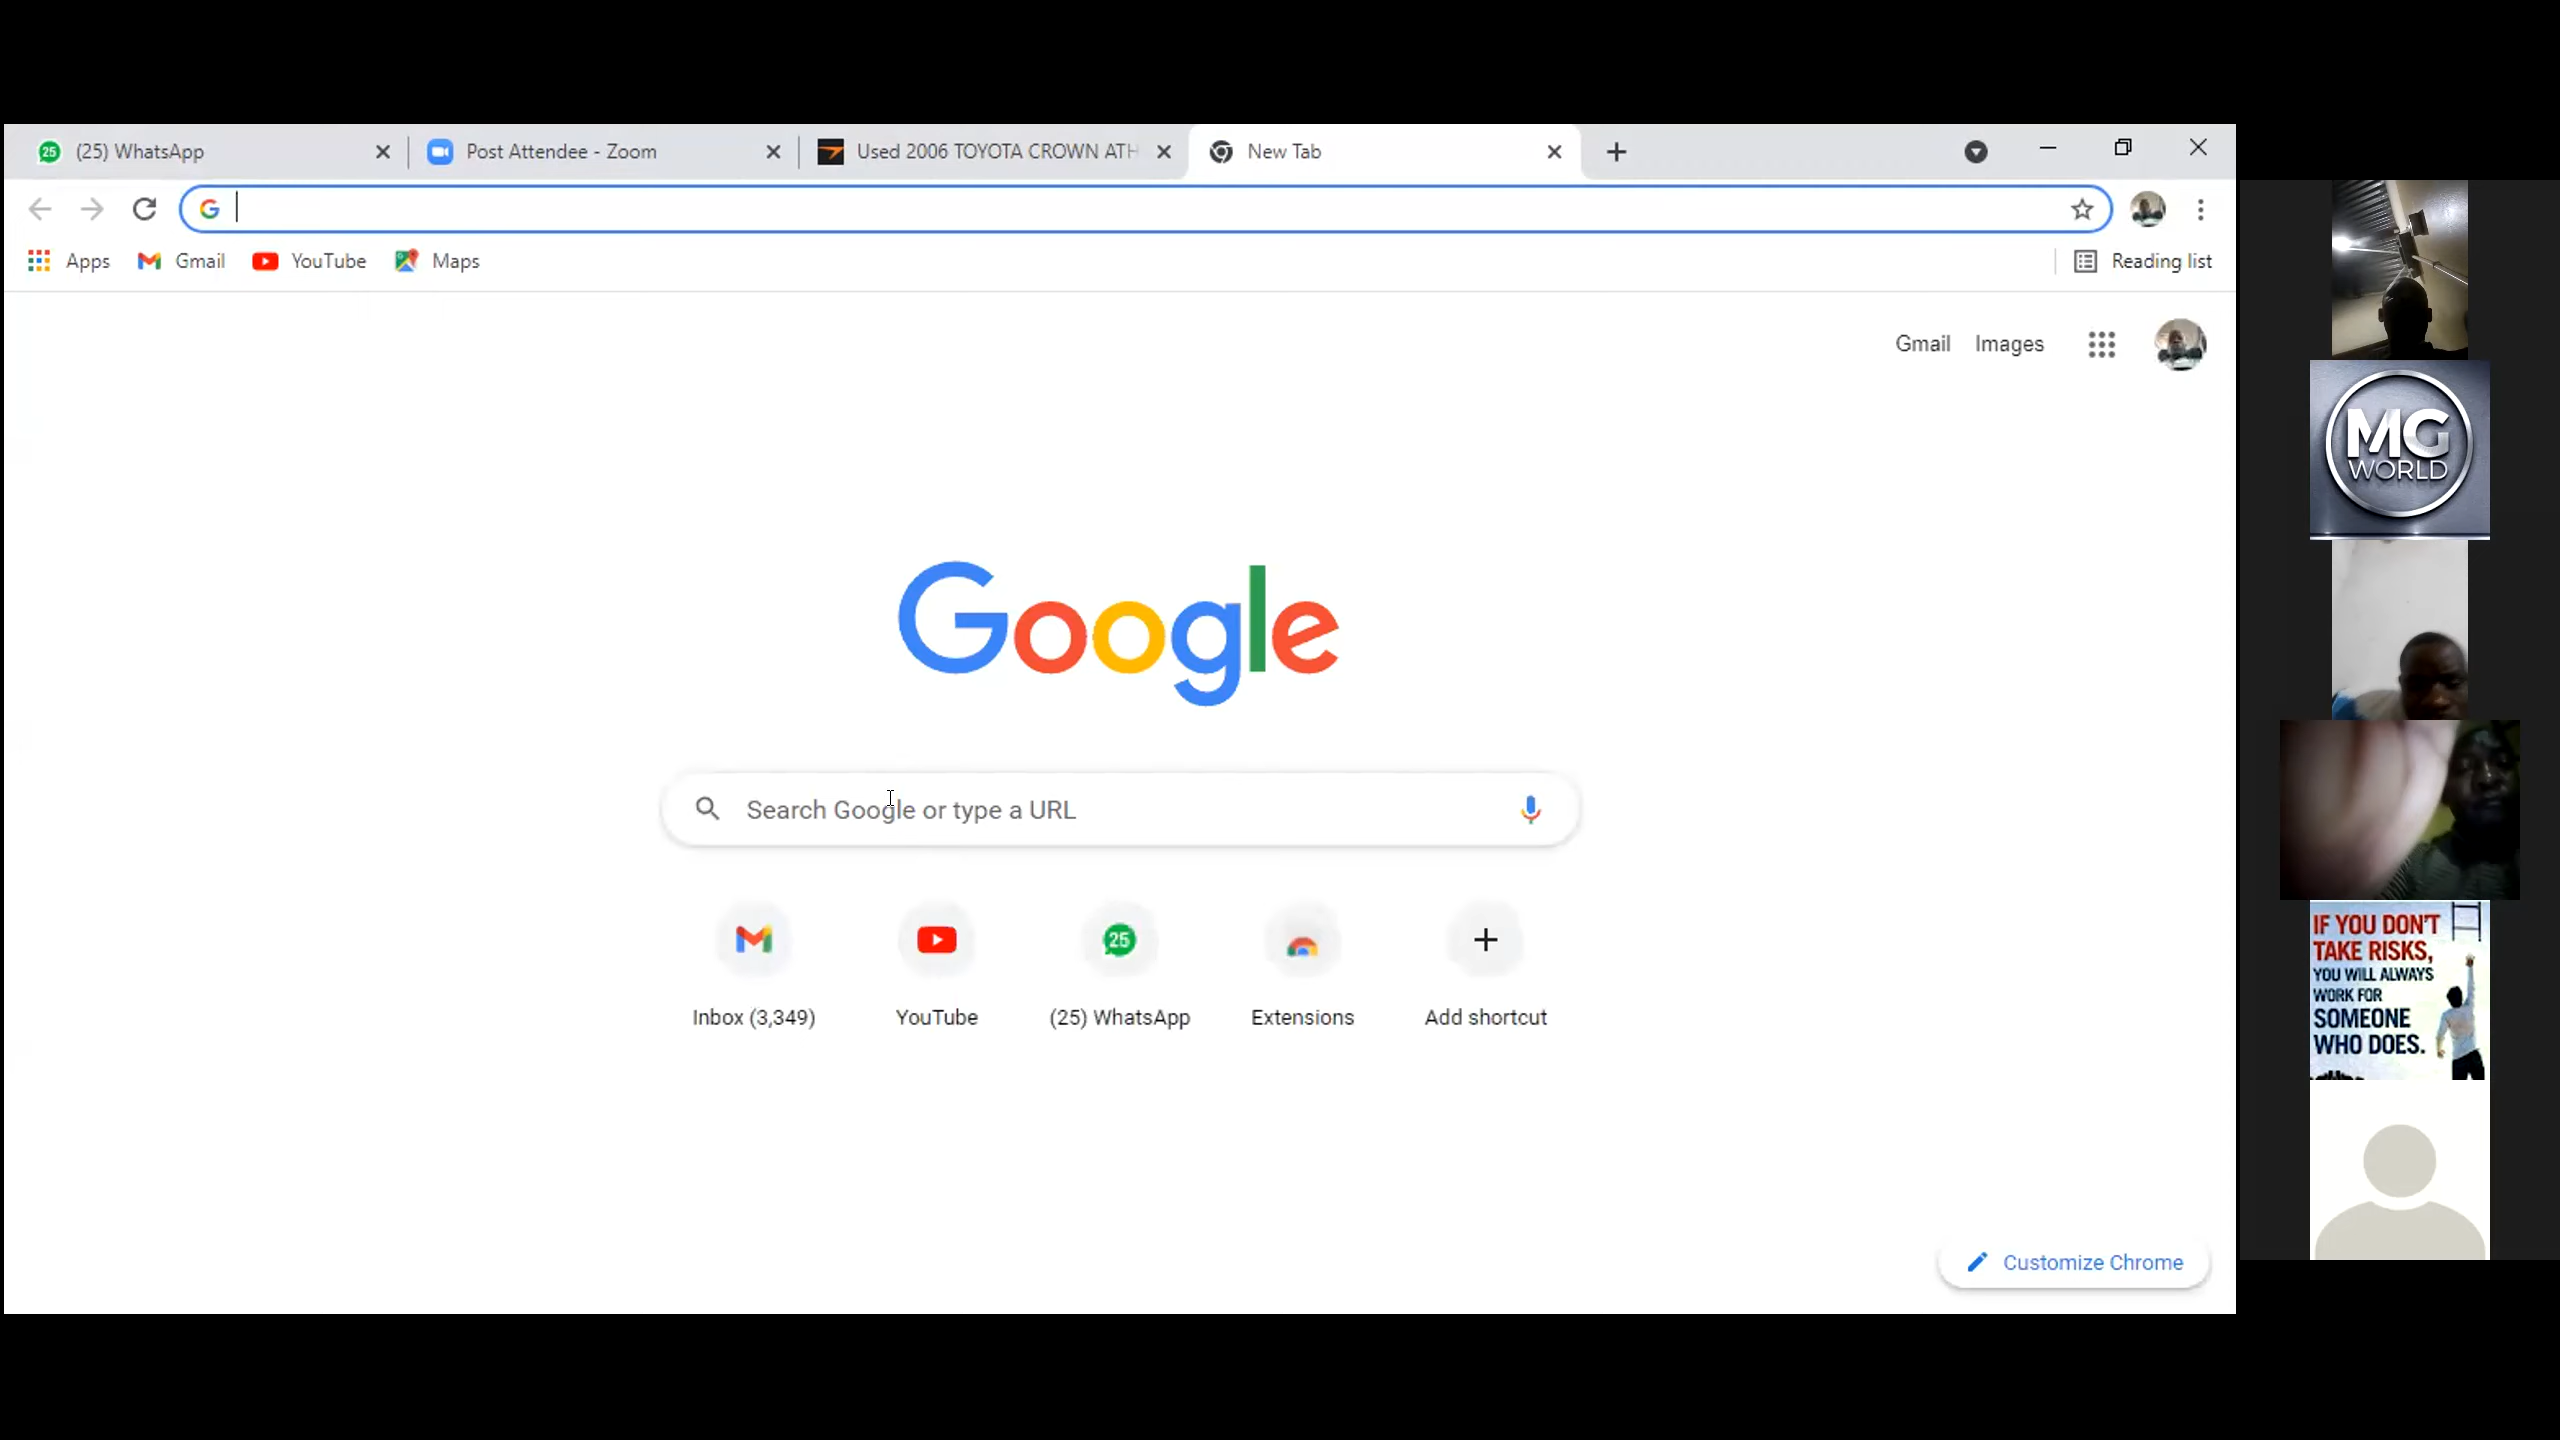 25 (25) WhatsApp
Post Attendee - Zoom
Used 2006 TOYOTA CROWN ATH
New Tab
Apps
Gmail
YouTube
Maps
Reading list
Gmail
Images
Google
Search Google or type a URL
25
Inbox (3,349)
YouTube
(25) WhatsApp
Extensions
Add shortcut
Customize Chrome
MG
WORLD
IF YOU DON'T
TAKE RISKS,
YOU WILL ALWAYS
WORK FOR
SOMEONE
WHO DOES.